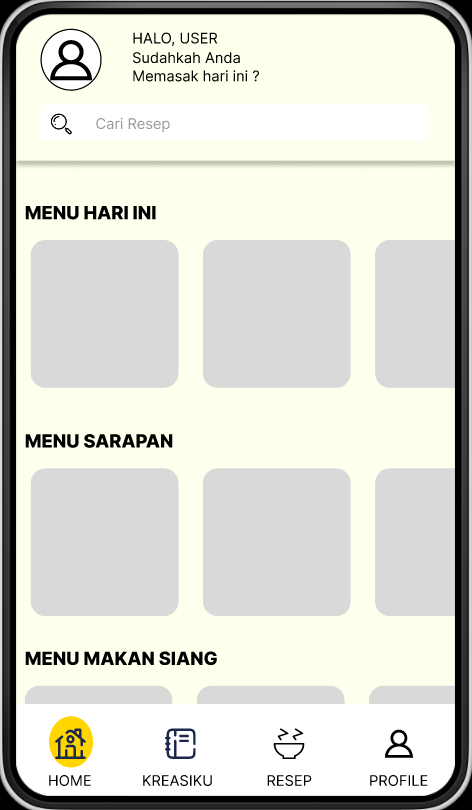 HALO, USER
Sudahkah Anda
Memasak hari ini ?
Cari Resep
MENU HARI INI
MENU SARAPAN
MENU MAKAN SIANG
HOME
KREASIKU
RESEP
PROFILE